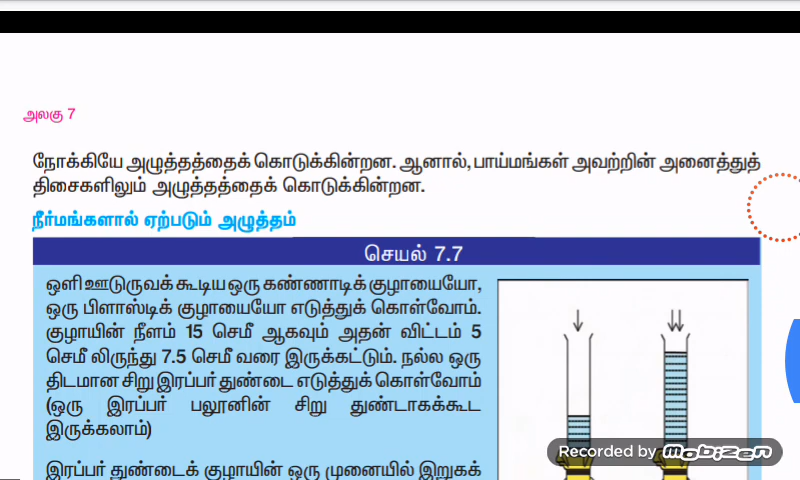 அலகு 7
நோக்கியே அழுத்தத்தைக் கொடுக்கின்றன. ஆனால், பாய்மங்கள் அவற்றின் அனைத்துத்
திசைகளிலும் அழுத்தத்தைக் கொடுக்கின்றன.
நீர்மங்களால் ஏற்படும் அழுத்தம்
செயல் 7.7
ஒளி ஊடுருவக் கூடிய ஒரு கண்ணாடிக் குழாயையோ,
ஒரு பிளாஸ்டிக் குழாயையோ எடுத்துக் கொள்வோம்.
குழாயின் நீளம் 15 செமீ ஆகவும் அதன் விட்டம் 5
செமீ லிருந்து 7.5 செமீ வரை இருக்கட்டும். நல்ல ஒரு
திடமான சிறு இரப்பர் துண்டை எடுத்துக் கொள்வோம்
(ஒரு இரப்பர் பலூனின் சிறு துண்டாகக்கூட
இருக்கலாம்)
இரப்பர் துண்டைக் குழாயின் ஒரு முனையில் இறுகக்
Recorded by mobizen